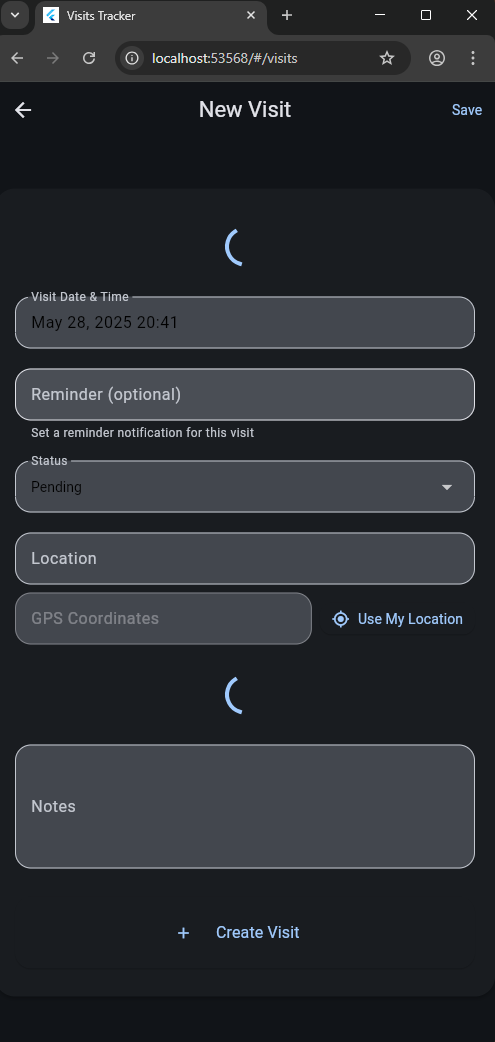 Visits Tracker
localhost:53568/#/visits
New Visit
Save
Visit Date & Time
May 28, 2025 20:41
Reminder (optional)
Set a reminder notification for this visit
Status
Pending
Location
GPS Coordinates
Use My Location
Notes
+ Create Visit